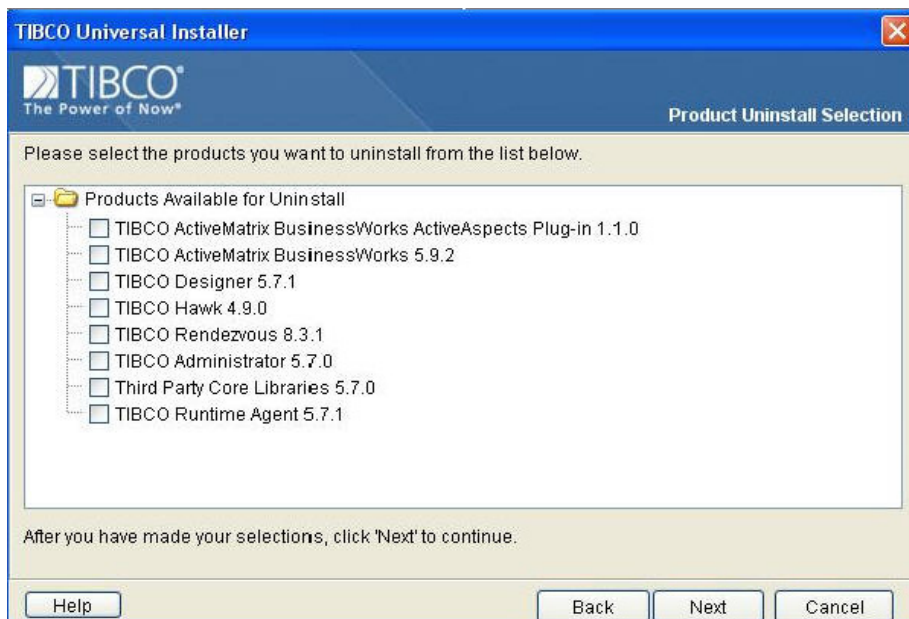 TIBCO Universal Installer
TIBCO®
The Power of Now®
Product Uninstall Selection
Please select the products you want to uninstall from the list below.
Products Available for Uninstall
TIBCO ActiveMatrix BusinessWorks ActiveAspects Plug-in 1.1.0
TIBCO ActiveMatrix BusinessWorks 5.9.2
TIBCO Designer 5.7.1
TIBCO Hawk 4.9.0
TIBCO Rendezvous 8.3.1
TIBCO Administrator 5.7.0
Third Party Core Libraries 5.7.0
TIBCO Runtime Agent 5.7.1
After you have made your selections, click 'Next' to continue.
Help
Back
Next
Cancel